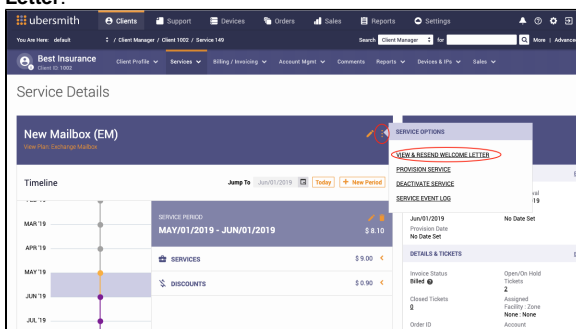 Letter:
ubersmith Clients Support Devices Orders Sales Reports Settings
You Are Here: default / Client Manager / Client 1002 / Service 149 Search Client Manager for More | Advanced
Best Insurance
Client ID: 1002
Client Profile Services Billing / Invoicing Account Mgmt Comments Reports Devices & IPs Sales
Service Details
New Mailbox (EM)
View Plan: Exchange Mailbox
SERVICE OPTIONS
VIEW & RESEND WELCOME LETTER
PROVISION SERVICE
DEACTIVATE SERVICE
SERVICE EVENT LOG
Timeline Jump To Jun/01/2019 Today + New Period
MAR'19
APR'19
MAY'19
JUN'19
JUL'19
SERVICE PERIOD
MAY/01/2019 - JUN/01/2019 $ 8.10
SERVICES $ 9.00
DISCOUNTS $ 0.90
Jun/01/2019 No Date Set
Provision Date
No Date Set
DETAILS & TICKETS
Invoice Status Open/On Hold
Billed Tickets
2
Closed Tickets Assigned
0 Facility : Zone
None : None
Order ID Account